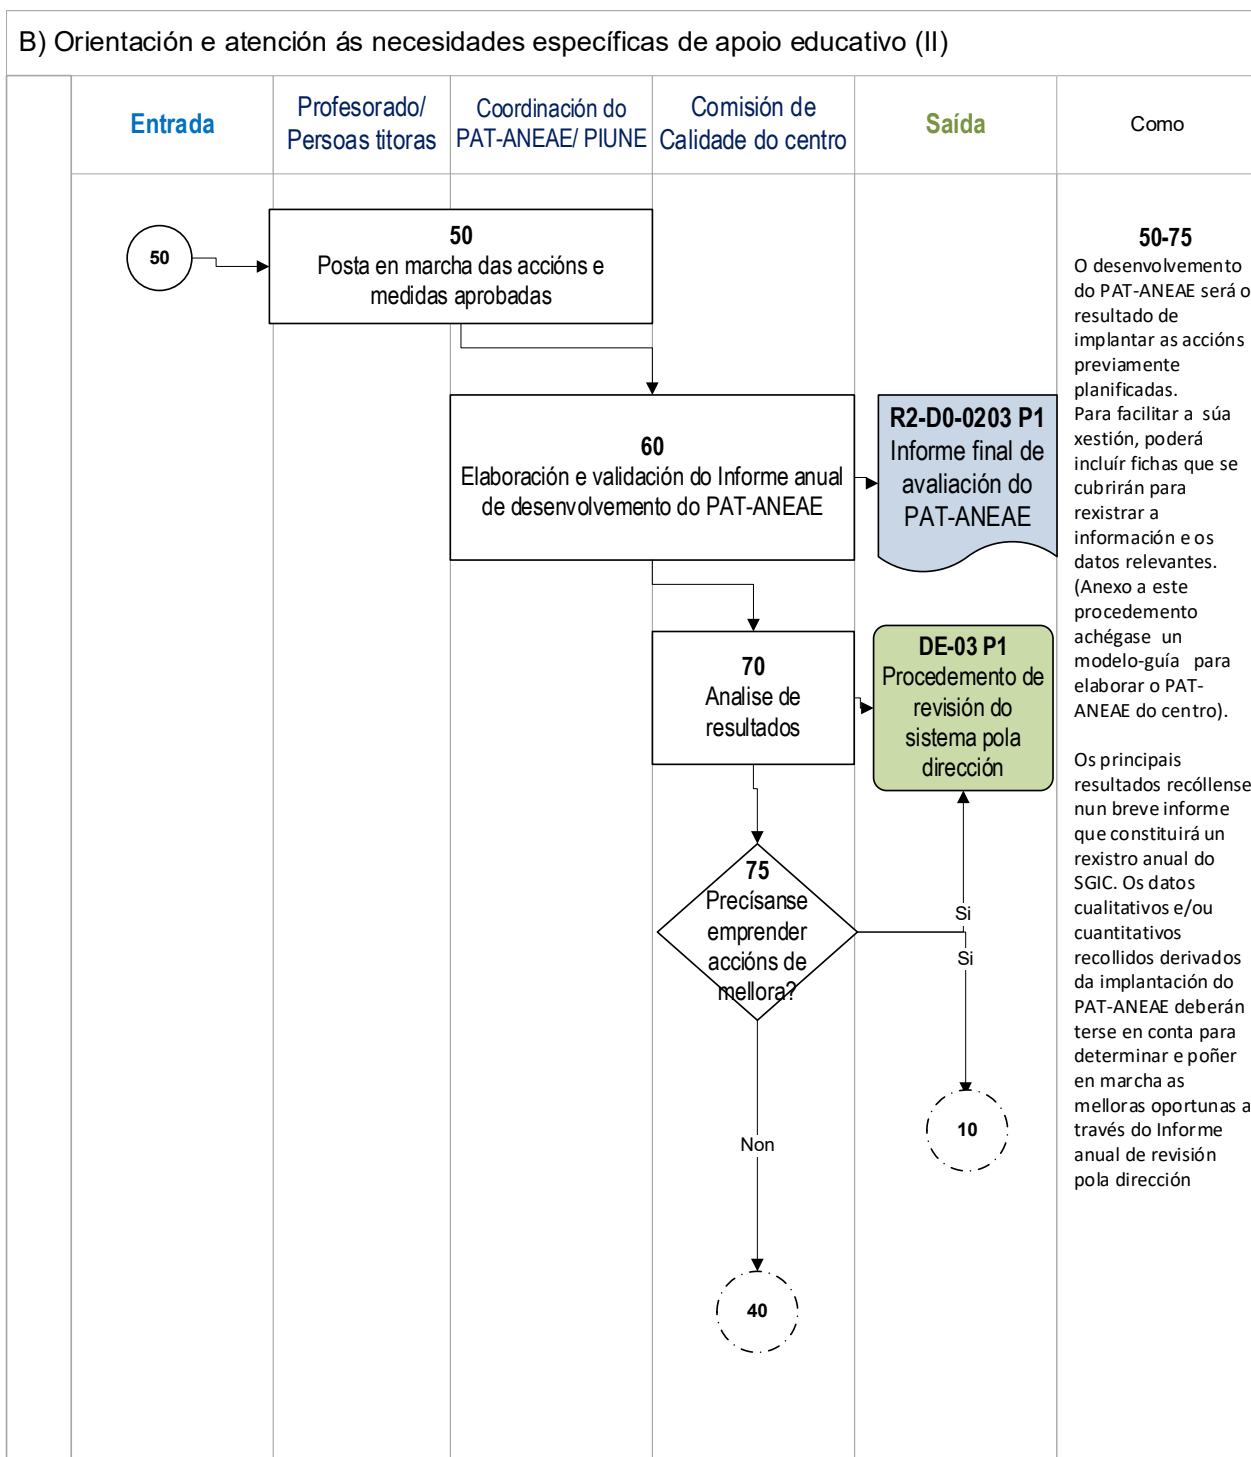 B) Orientación e atención ás necesidades específicas de apoio educativo (II)
Entrada
Profesorado/
Persoas titoras
Coordinación do
PAT-ANEAE/ PIUNE
Comisión de
Calidade do centro
Saída
Como
50
50
Posta en marcha das accións e
medidas aprobadas
60
Elaboración e validación do Informe anual
de desenvolvemento do PAT-ANEAE
R2-D0-0203 P1
Informe final de
avaliación do
PAT-ANEAE
70
Analise de
resultados
DE-03 P1
Procedemento de
revisión do
sistema pola
dirección
75
Precísanse
emprender
accións de
mellora?
Si
Si
10
Non
40
50-75
O desenvolvemento
do PAT-ANEAE será o
resultado de
implantar as accións
previamente
planificadas.
Para facilitar a súa
xestión, poderá
incluír fichas que se
cubrirán para
rexistrar a
información e os
datos relevantes.
(Anexo a este
procedemento
achégase un
modelo-guía para
elaborar o PAT-
ANEAE do centro).
Os principais
resultados recóllense
nun breve informe
que constituirá un
rexistro anual do
SGIC. Os datos
cualitativos e/ou
cuantitativos
recollidos derivados
da implantación do
PAT-ANEAE deberán
terse en conta para
determinar e poñer
en marcha as
melloras oportunas a
través do Informe
anual de revisión
pola dirección